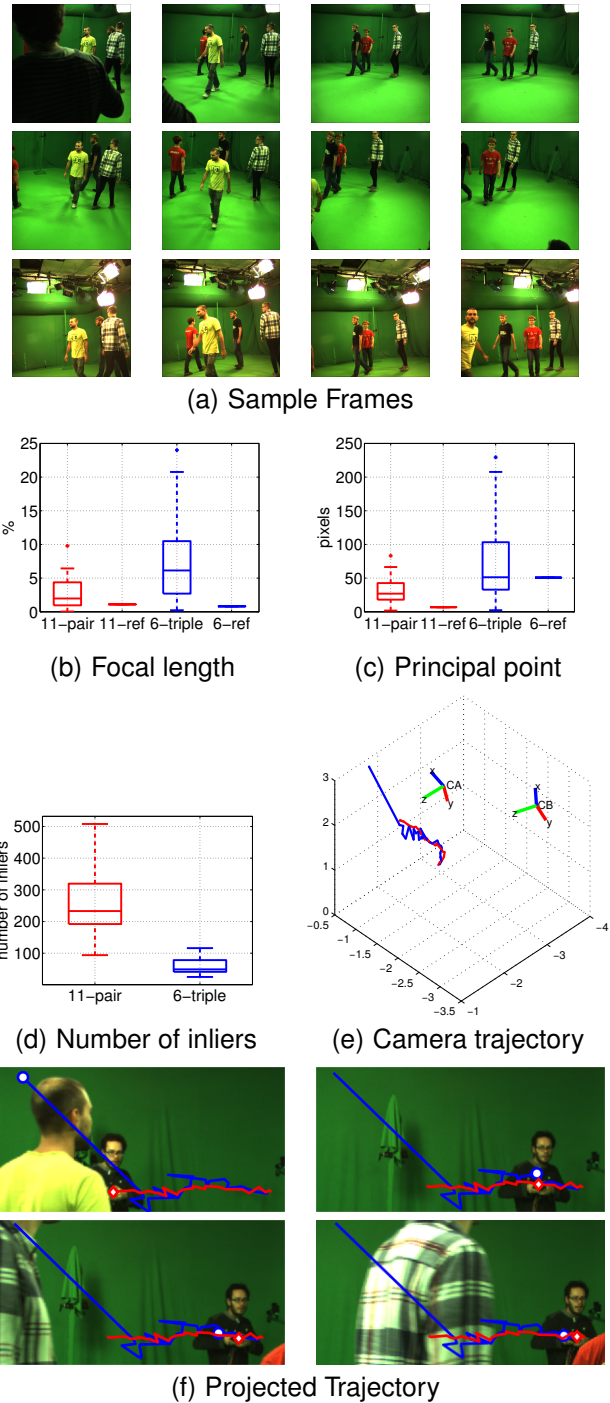 (a) Sample Frames
25
20
15
10
5
0
%
11−pair 11−ref 6−triple 6−ref
(b) Focal length
250
200
150
100
50
0
pixels
11−pair 11−ref 6−triple 6−ref
(c) Principal point
500
400
300
200
100
number of inliers
11−pair 6−triple
(d) Number of inliers
3
2
1
0
−0.5
−1
−1.5
−2
−2.5
−3
−3.5
−1
−2
−3
−4
x
CA
z
y
x
CB
z
y
(e) Camera trajectory
(f) Projected Trajectory